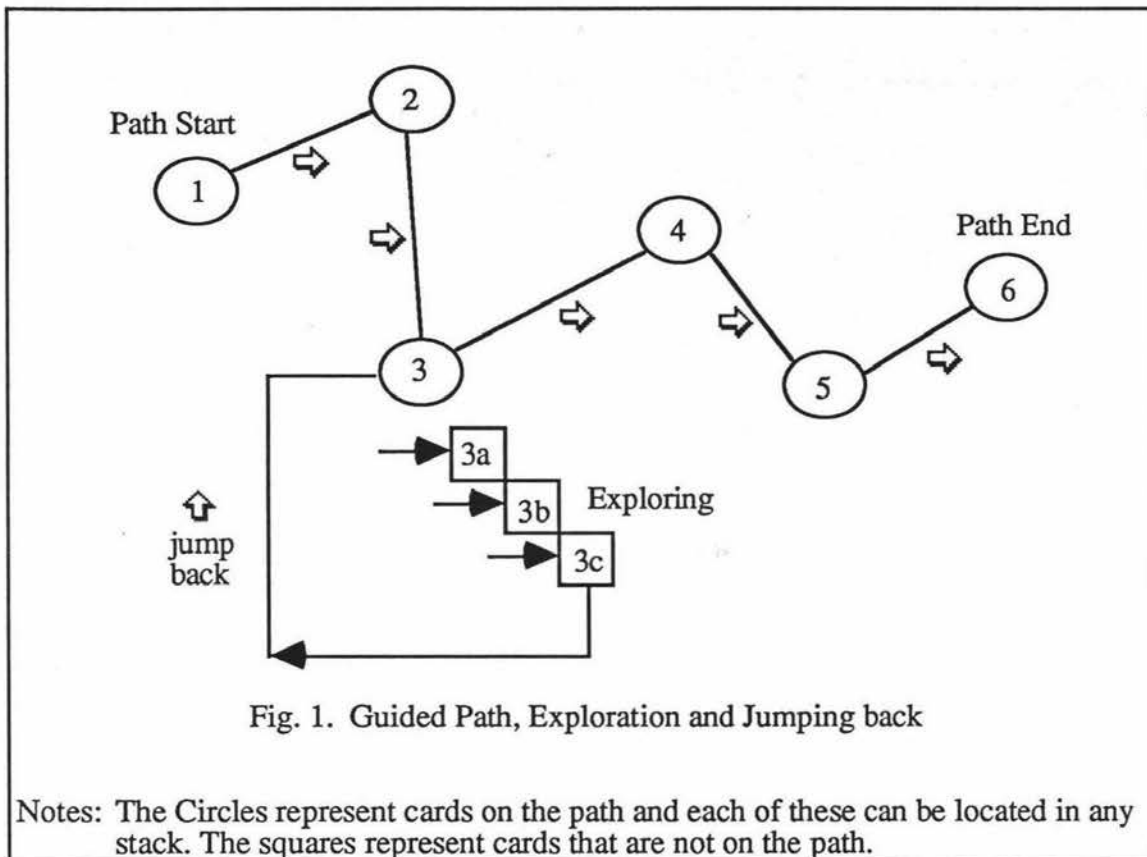 2
Path Start
1
4
Path End
6
3
5
3a
3b
Exploring
3c
jump
back
Fig. 1. Guided Path, Exploration and Jumping back
Notes: The Circles represent cards on the path and each of these can be located in any
stack. The squares represent cards that are not on the path.